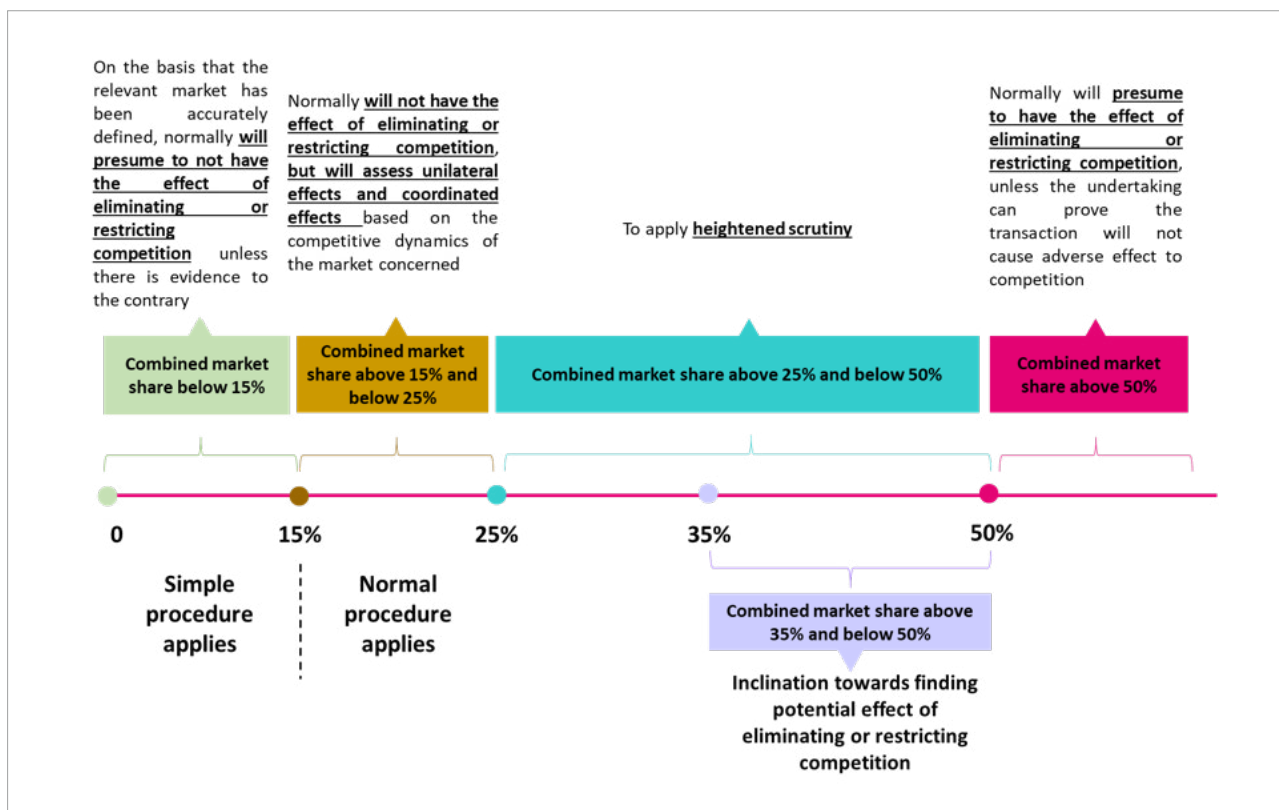 On the basis that the
relevant market has
been accurately
defined, normally will
presume to not have
the effect of
eliminating or
restricting
competition unless
there is evidence to
the contrary
Normally will not have the
effect of eliminating or
restricting competition,
but will assess unilateral
effects and coordinated
effects based on the
competitive dynamics of
the market concerned
To apply heightened scrutiny
Normally will presume
to have the effect of
eliminating or
restricting competition,
unless the undertaking
can prove the
transaction will not
cause adverse effect to
competition
Combined market
share below 15%
Combined market
share above 15% and
below 25%
Combined market share above 25% and below 50%
Combined market
share above 50%
0
15%
25%
35%
50%
Simple
procedure
applies
Normal
procedure
applies
Combined market share above
35% and below 50%
Inclination towards finding
potential effect of
eliminating or restricting
competition